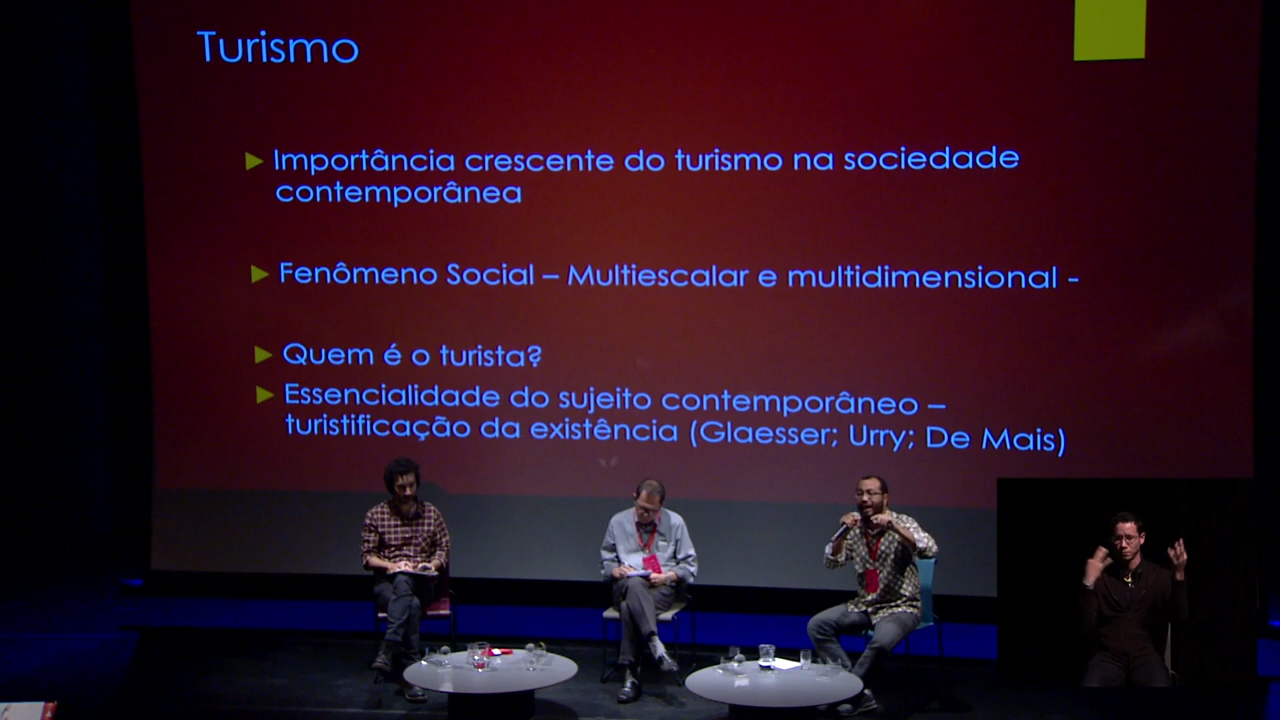 Turismo
Importância crescente do turismo na sociedade
contemporânea
Fenômeno Social – Multiescalar e multidimensional -
Quem é o turista?
Essencialidade do sujeito contemporâneo –
turistificação da existência (Glaesser; Urry; De Mais)